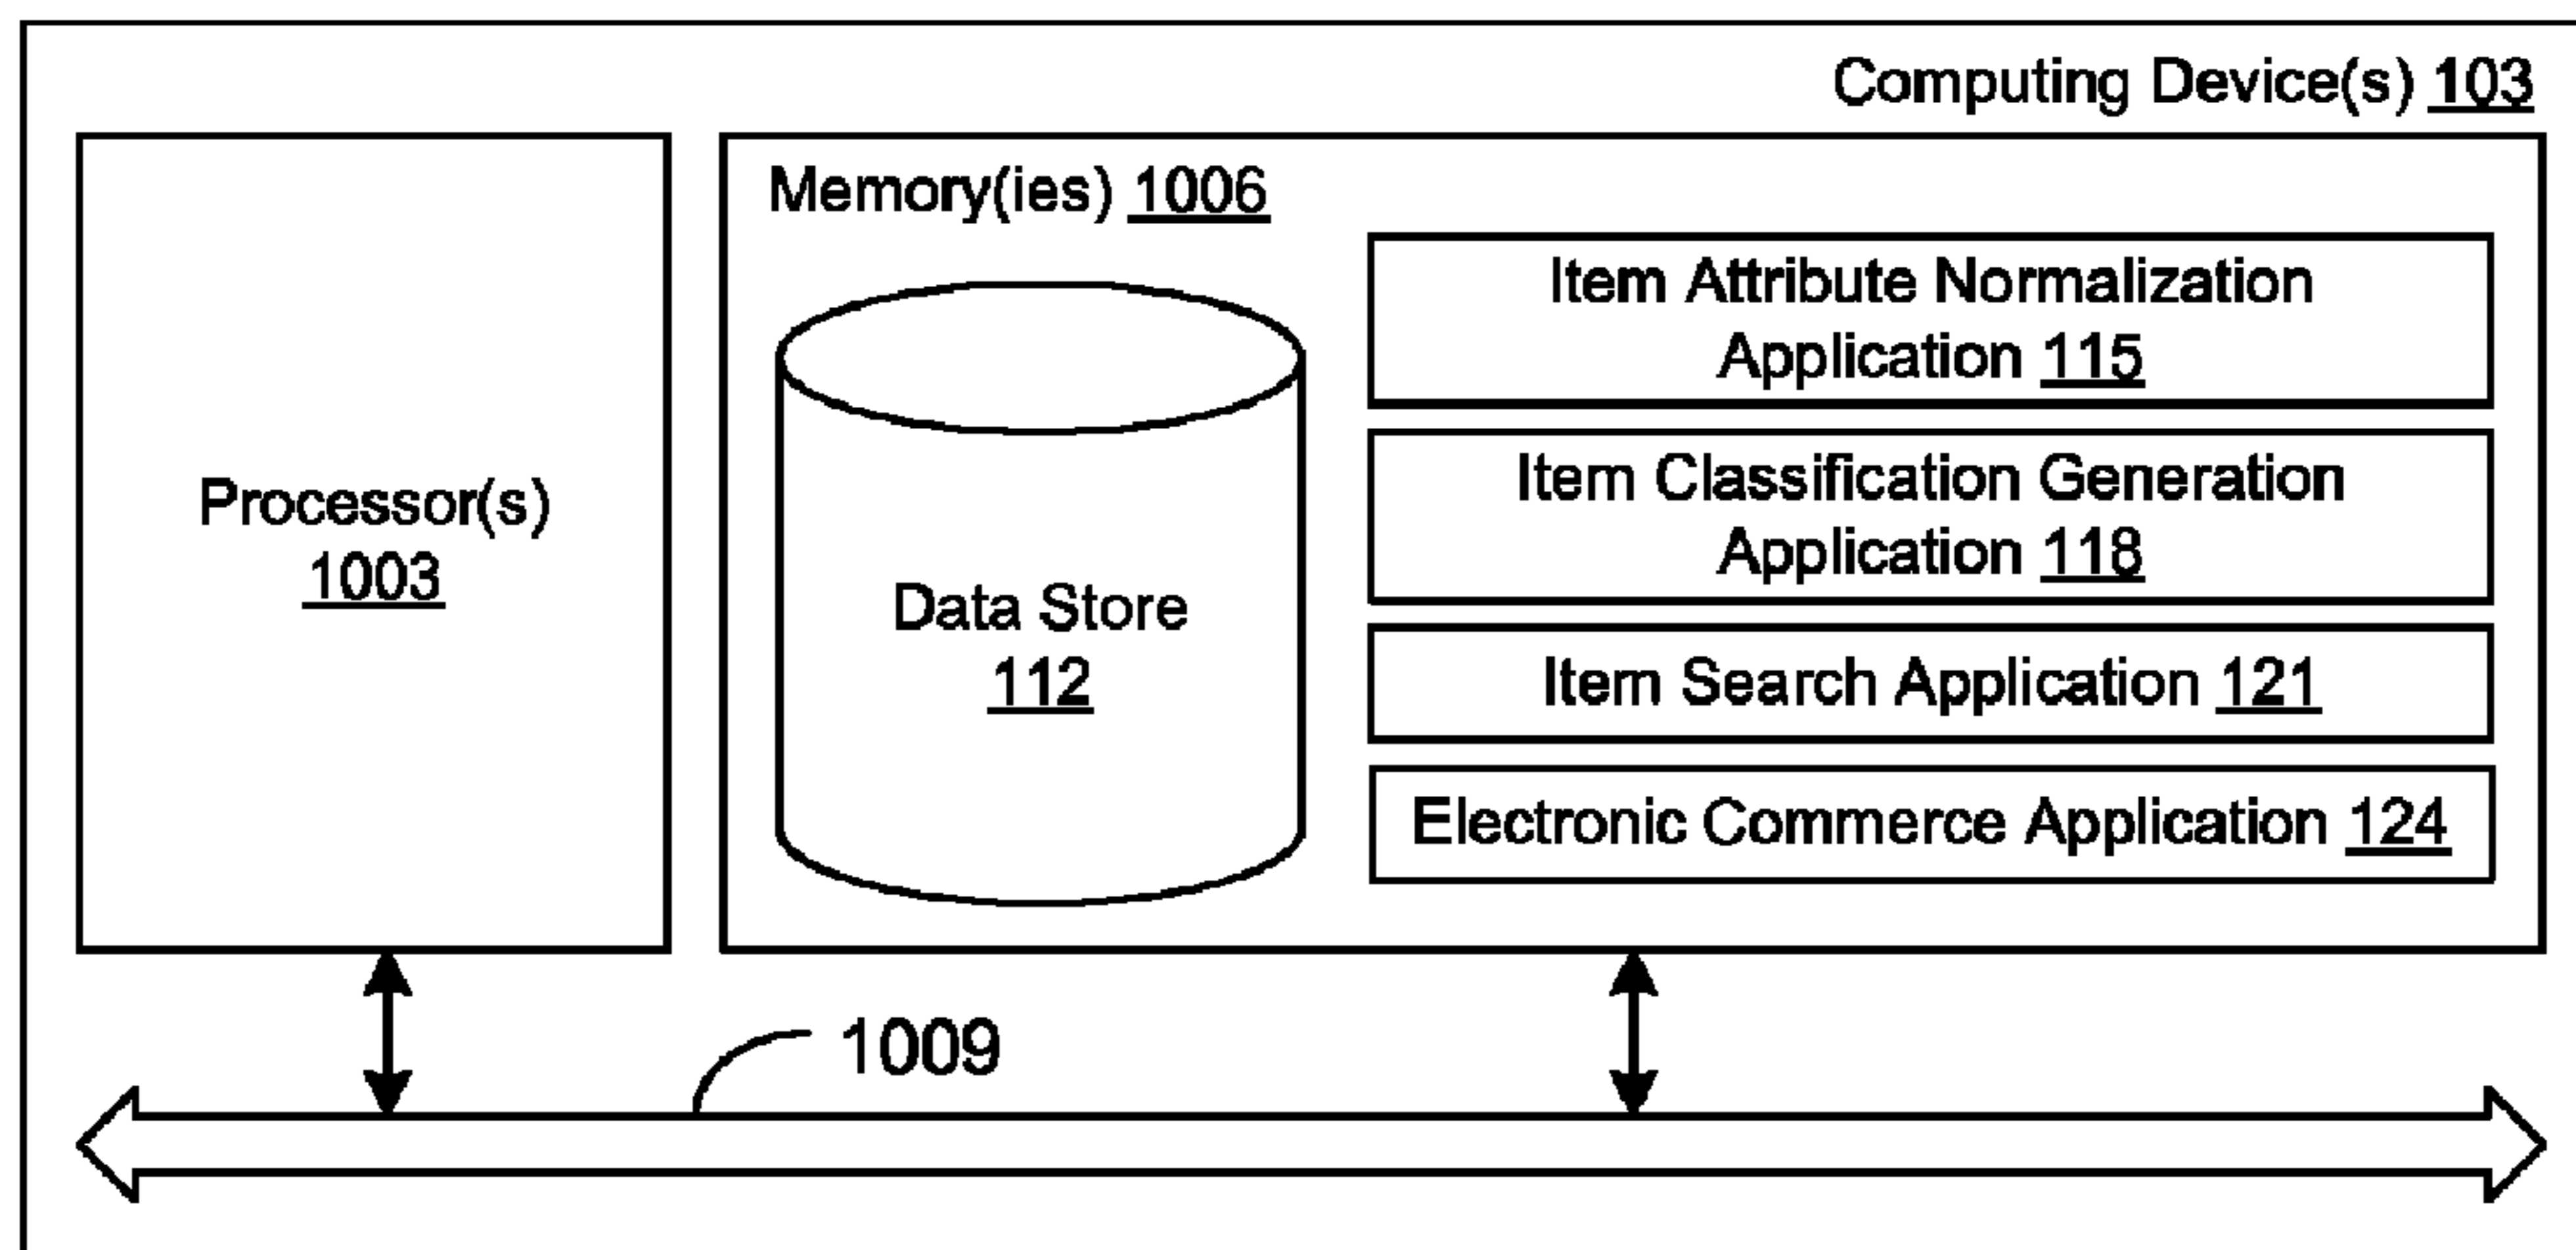 Computing Device(s) 103
Memory(ies) 1006
Processor(s)
1003
Data Store
112
Item Attribute Normalization
Application 115
Item Classification Generation
Application 118
Item Search Application 121
Electronic Commerce Application 124
1009